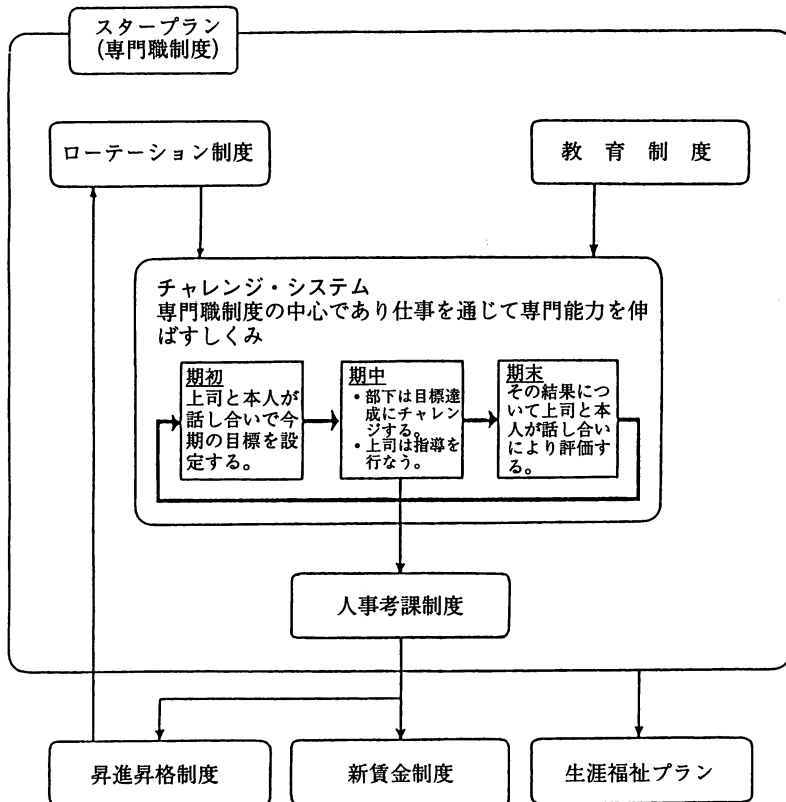 スタープラン
(専門職制度)
ローテーション制度
教育制度
チャレンジ・システム
専門職制度の中心であり仕事を通じて専門能力を伸
ばすしくみ
期初
上司と本人が
話し合いで今
期の目標を設
定する。
期中
・部下は目標達
成にチャレン
ジする。
・上司は指導を
行なう。
期末
その結果につ
いて上司と本
人が話し合い
により評価す
る。
人事考課制度
昇進昇格制度
新賃金制度
生涯福祉プラン